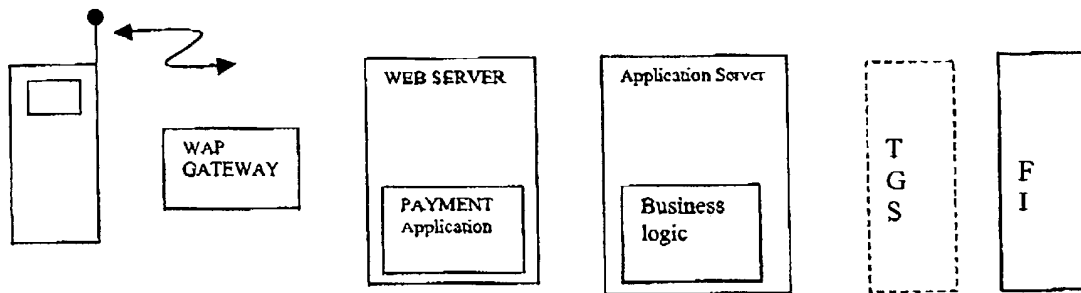 WAP
GATEWAY
WEB SERVER
PAYMENT
Application
Application Server
Business
logic
T
G
S
F
I